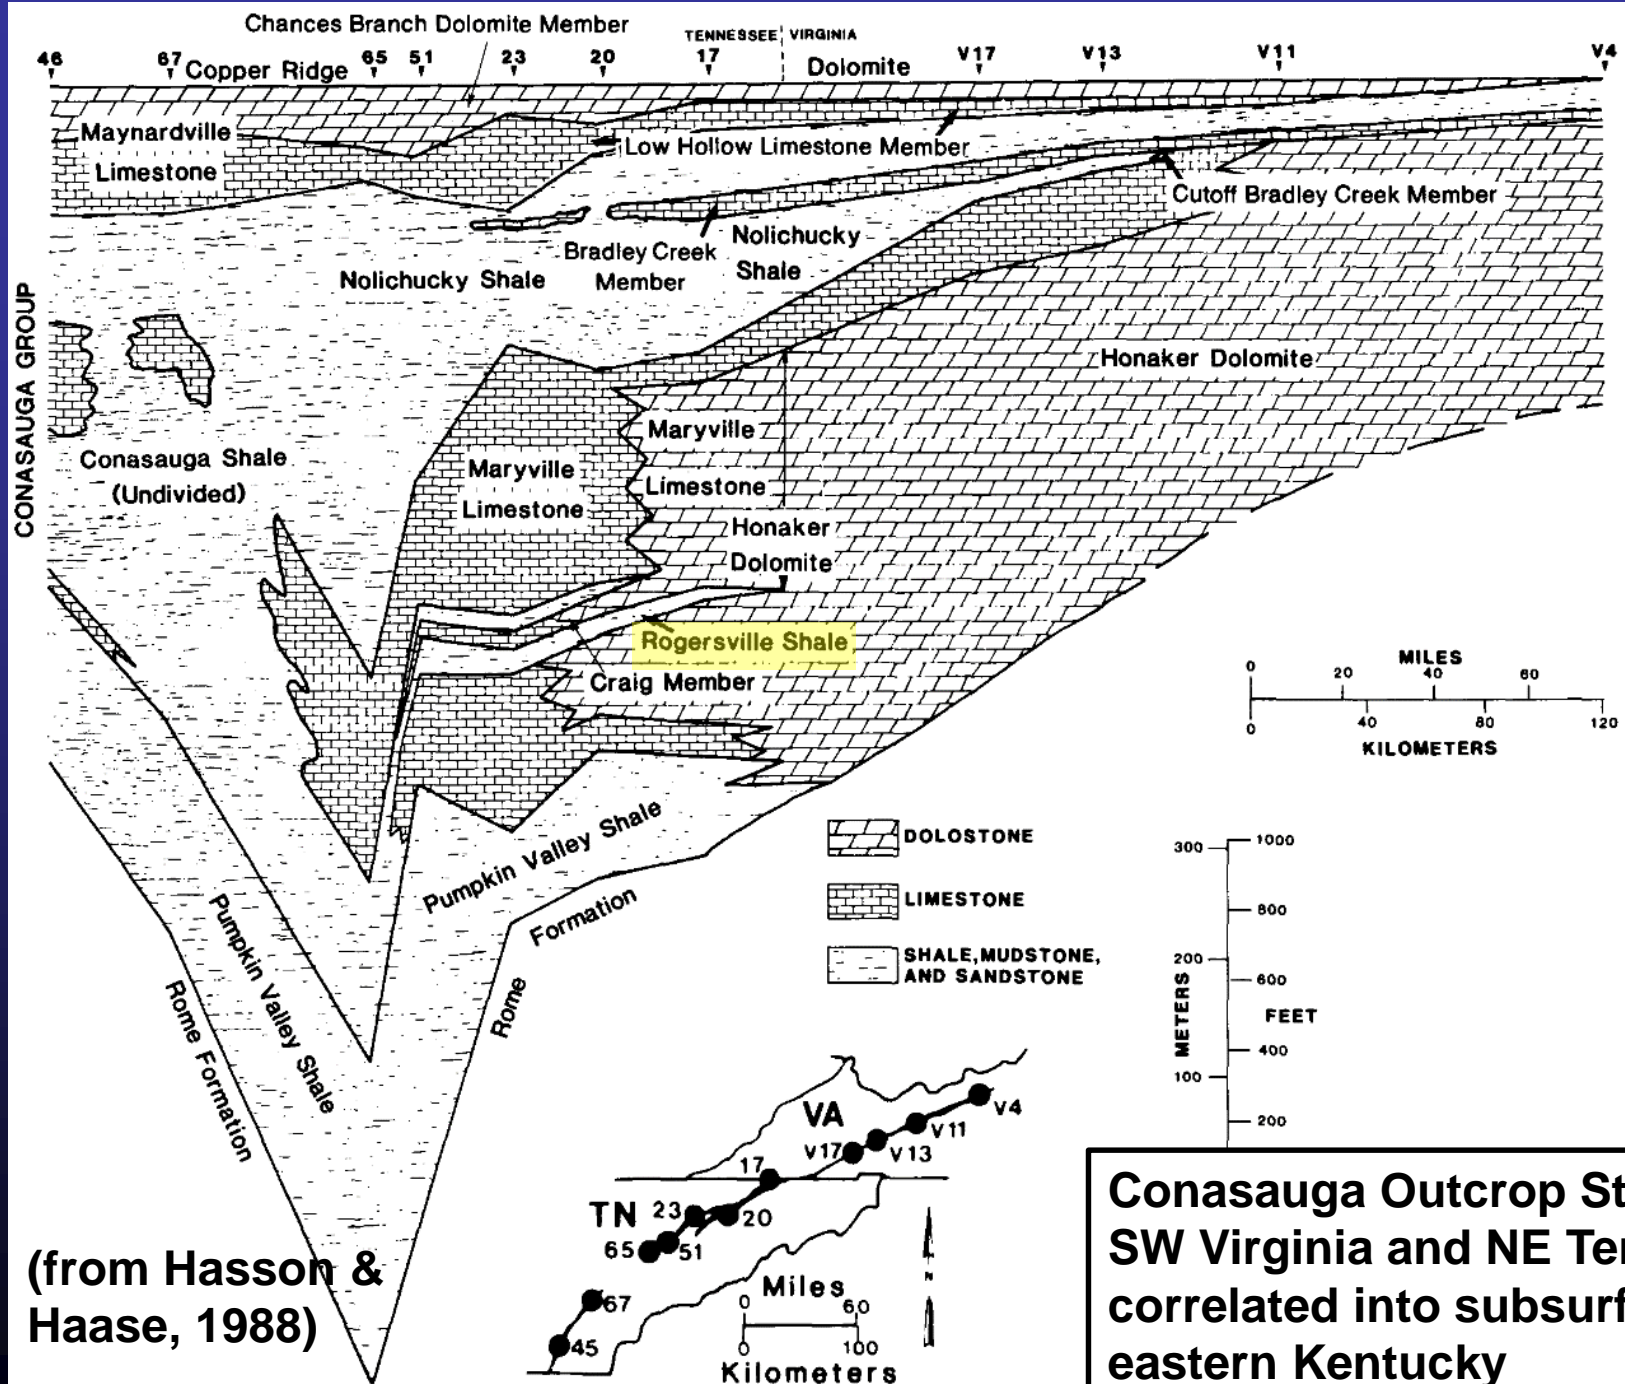 Chances Branch Dolomite Member
TENNESSEE VIRGINIA
46 67 Copper Ridge 65 51 23 20 17 Dolomite V17 V13 V11 V4
Maynardville
Limestone
Low Hollow Limestone Member
Cutoff Bradley Creek Member
Bradley Creek
Member
Nolichucky
Shale
Nolichucky Shale
CONASAUGA GROUP
Honaker Dolomite
Conasauga Shale
(Undivided)
Maryville
Limestone
Maryville
Limestone
Honaker
Dolomite
Rogersville Shale
Craig Member
MILES
0 20 40 60
0 40 80 120
KILOMETERS
Pumpkin Valley Shale
Rome Formation
Pumpkin Valley Shale
Rome Formation
DOLOSTONE
LIMESTONE
SHALE, MUDSTONE,
AND SANDSTONE
300 1000
800
200 600
METERS FEET
400
100
200
VA
V4
V11
V17 V13
17
TN 23 20
65 51
67
45
Miles
0 60
0 100
Kilometers
(from Hasson &
Haase, 1988)
Conasauga Outcrop St
SW Virginia and NE Te
correlated into subsurf
eastern Kentucky